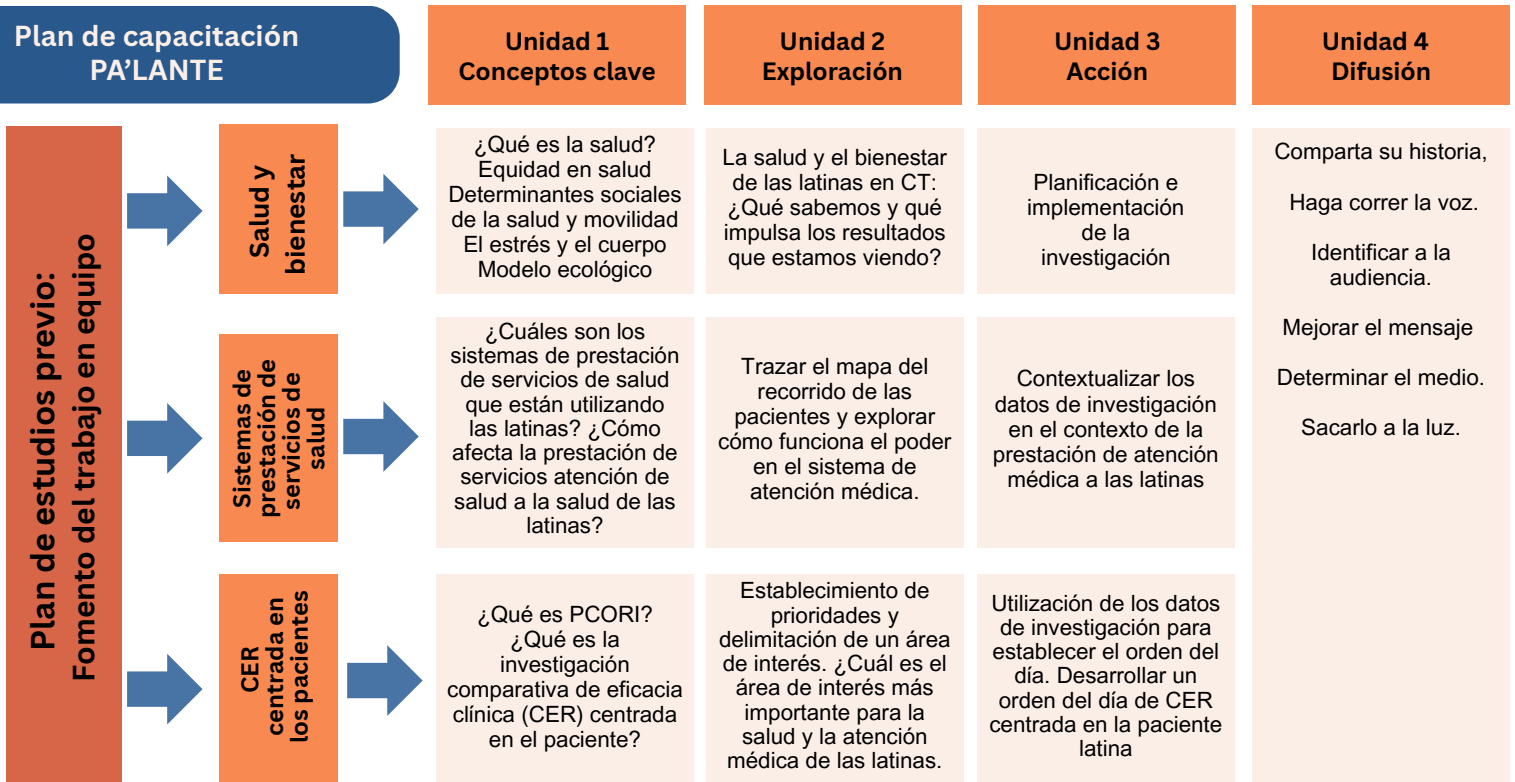 Plan de capacitación
PA'LANTE
Unidad 1
Conceptos clave
Unidad 2
Exploración
Unidad 3
Acción
Unidad 4
Difusión
Plan de estudios previo:
Fomento del trabajo en equipo
Salud y
bienestar
¿Qué es la salud?
Equidad en salud
Determinantes sociales
de la salud y movilidad
El estrés y el cuerpo
Modelo ecológico
La salud y el bienestar
de las latinas en CT:
¿Qué sabemos y qué
impulsa los resultados
que estamos viendo?
Planificación e
implementación
de la
investigación
Comparta su historia,
Haga correr la voz.
Identificar a la
audiencia.
Mejorar el mensaje
Determinar el medio.
Sacarlo a la luz.
Sistemas de
prestación de
servicios de
salud
¿Cuáles son los
sistemas de prestación
de servicios de salud
que están utilizando
las latinas? ¿Cómo
afecta la prestación de
servicios atención de
salud a la salud de las
latinas?
Trazar el mapa del
recorrido de las
pacientes y explorar
cómo funciona el poder
en el sistema de
atención médica.
Contextualizar los
datos de investigación
en el contexto de la
prestación de atención
médica a las latinas
CER
centrada en
los pacientes
¿Qué es PCORI?
¿Qué es la
investigación
comparativa de eficacia
clínica (CER) centrada
en el paciente?
Establecimiento de
prioridades y
delimitación de un área
de interés. ¿Cuál es el
área de interés más
importante para la
salud y la atención
médica de las latinas.
Utilización de los datos
de investigación para
establecer el orden del
día. Desarrollar un
orden del día de CER
centrada en la paciente
latina